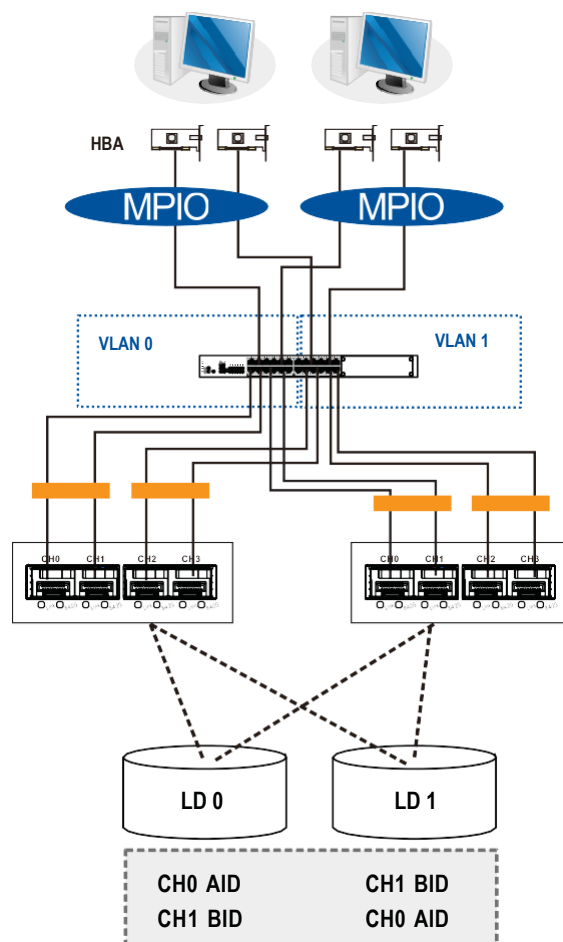 HBA
MPIO MPIO
VLAN 0 VLAN 1
CH0 CH1 CH2 CH3 CH0 CH1 CH2 CH3
LD 0 LD 1
CH0 AID CH1 BID
CH1 BID CH0 AID